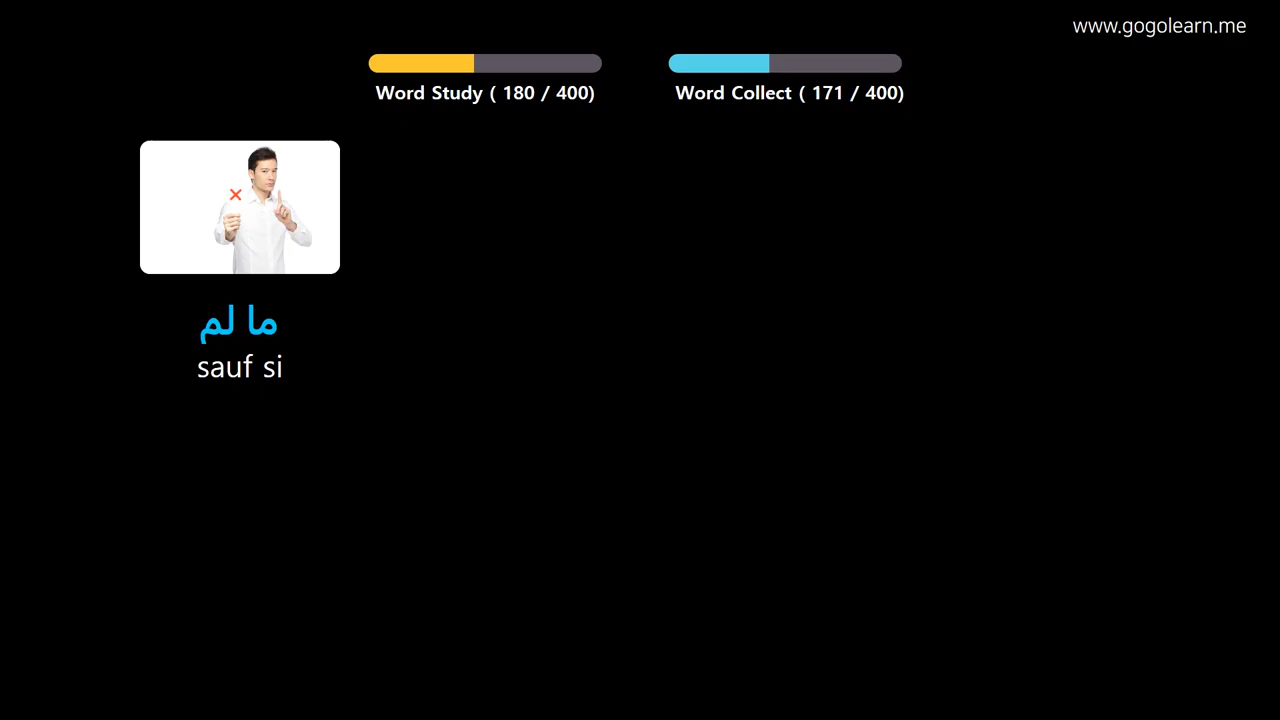 www.gogolearn.me
Word Study ( 180 / 400)
Word Collect ( 171 / 400)
ما لم
sauf si